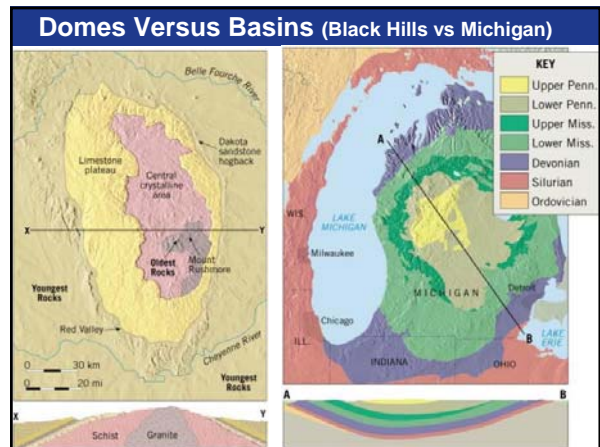 Domes Versus Basins (Black Hills vs Michigan)
Belle Fourche River
Dakota
sandstone
hogback
Limestone
plateau
Central
crystalline
area
X
Y
Oldest
Rocks
Mount
Rushmore
Youngest
Rocks
Red Valley
Cheyenne River
0 30 km
0 20 mi
Youngest
Rocks
X
Y
Schist
Granite
KEY
Upper Penn.
Lower Penn.
Upper Miss.
Lower Miss.
Devonian
Silurian
Ordovician
A
WIS.
LAKE
MICHIGAN
Milwaukee
MICHIGAN
Detroit
Chicago
B
LAKE
ERIE
ILL.
INDIANA
OHIO
A
B